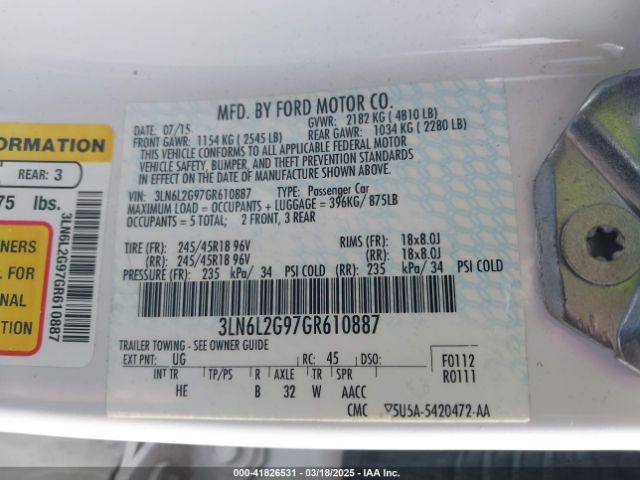 MFD. BY FORD MOTOR CO.
DATE: 07/15 GVWR: 2182 KG ( 4810 LB)
FRONT GAWR: 1154 KG ( 2545 LB) REAR GAWR: 1034 KG ( 2280 LB)
THIS VEHICLE CONFORMS TO ALL APPLICABLE FEDERAL MOTOR
VEHICLE SAFETY, BUMPER, AND THEFT PREVENTION STANDARDS
IN EFFECT ON THE DATE OF MANUFACTURE SHOWN ABOVE.
VIN: 3LN6L2G97GR610887 TYPE: Passenger Car
MAXIMUM LOAD = OCCUPANTS + LUGGAGE = 396KG/ 875LB
OCCUPANTS = 5 TOTAL; 2 FRONT, 3 REAR
TIRE (FR): 245/45R18 96V RIMS (FR): 18x8.0J
(RR): 245/45R18 96V (RR): 18x8.0J
PRESSURE (FR): 235 kPa/ 34 PSI COLD (RR): 235 kPa/ 34 PSI COLD
3LN6L2G97GR610887
TRAILER TOWING - SEE OWNER GUIDE
EXT PNT: UG RC: 45 DSO: F0112
INT TR TP/PS R AXLE TR SPR R0111
HE B 32 W AACC
CMC 5U5A-5420472-AA
FORMATION
REAR: 3
75 lbs.
3LN6L2G97GR610887
NERS
L FOR
NAL
TION
000-41826531 - 03/18/2025 - IAA Inc.